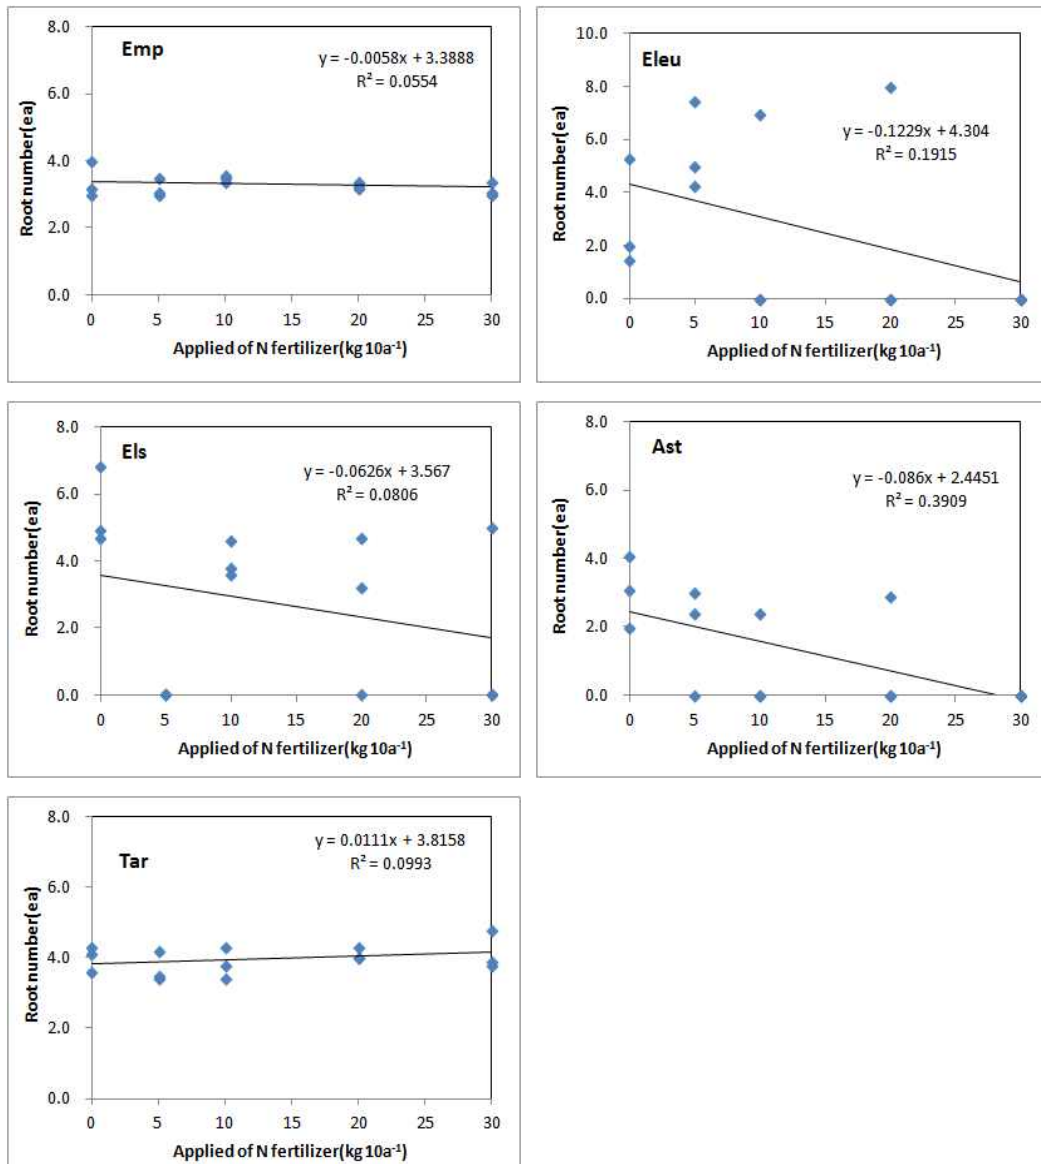 Emp
y = -0.0058x + 3.3888
R² = 0.0554
Root number(ea)
8.0
6.0
4.0
2.0
0.0
0 5 10 15 20 25 30
Applied of N fertilizer(kg 10a⁻¹)
Eleu
y = -0.1229x + 4.304
R² = 0.1915
Root number(ea)
10.0
8.0
6.0
4.0
2.0
0.0
0 5 10 15 20 25 30
Applied of N fertilizer(kg 10a⁻¹)
Els
y = -0.0626x + 3.567
R² = 0.0806
Root number(ea)
8.0
6.0
4.0
2.0
0.0
0 5 10 15 20 25 30
Applied of N fertilizer(kg 10a⁻¹)
Ast
y = -0.086x + 2.4451
R² = 0.3909
Root number(ea)
8.0
6.0
4.0
2.0
0.0
0 5 10 15 20 25 30
Applied of N fertilizer(kg 10a⁻¹)
Tar
y = 0.0111x + 3.8158
R² = 0.0993
Root number(ea)
8.0
6.0
4.0
2.0
0.0
0 5 10 15 20 25 30
Applied of N fertilizer(kg 10a⁻¹)